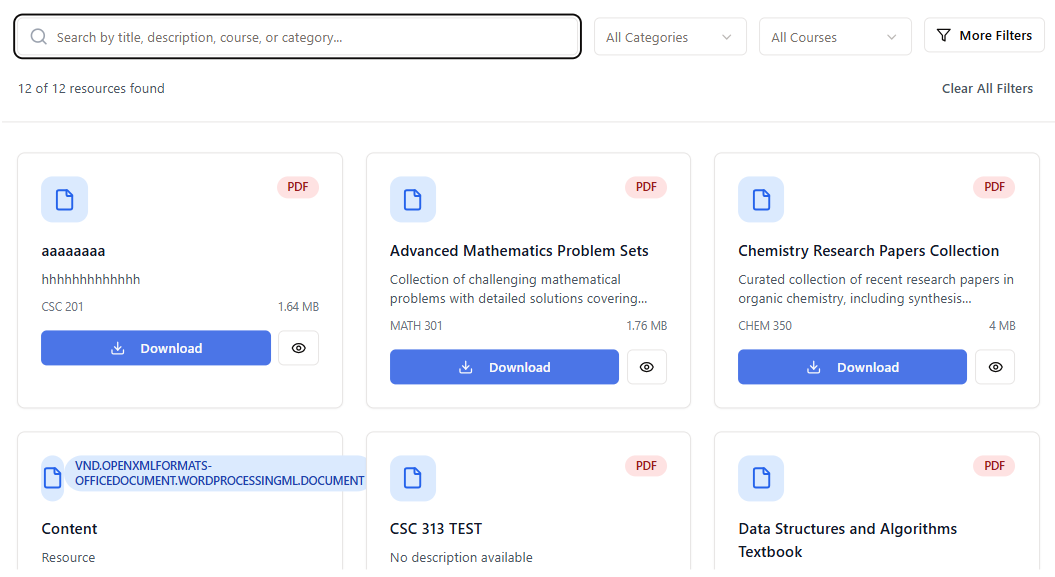 Search by title, description, course, or category...
All Categories
All Courses
More Filters
12 of 12 resources found
Clear All Filters
PDF
aaaaaaaa
hhhhhhhhhhhhh
CSC 201
1.64 MB
Download
PDF
Advanced Mathematics Problem Sets
Collection of challenging mathematical
problems with detailed solutions covering...
MATH 301
1.76 MB
Download
PDF
Chemistry Research Papers Collection
Curated collection of recent research papers in
organic chemistry, including synthesis...
CHEM 350
4 MB
Download
VND.OPENXMLFORMATS-
OFFICEDOCUMENT.WORDPROCESSINGML.DOCUMENT
Content
Resource
PDF
CSC 313 TEST
No description available
PDF
Data Structures and Algorithms
Textbook